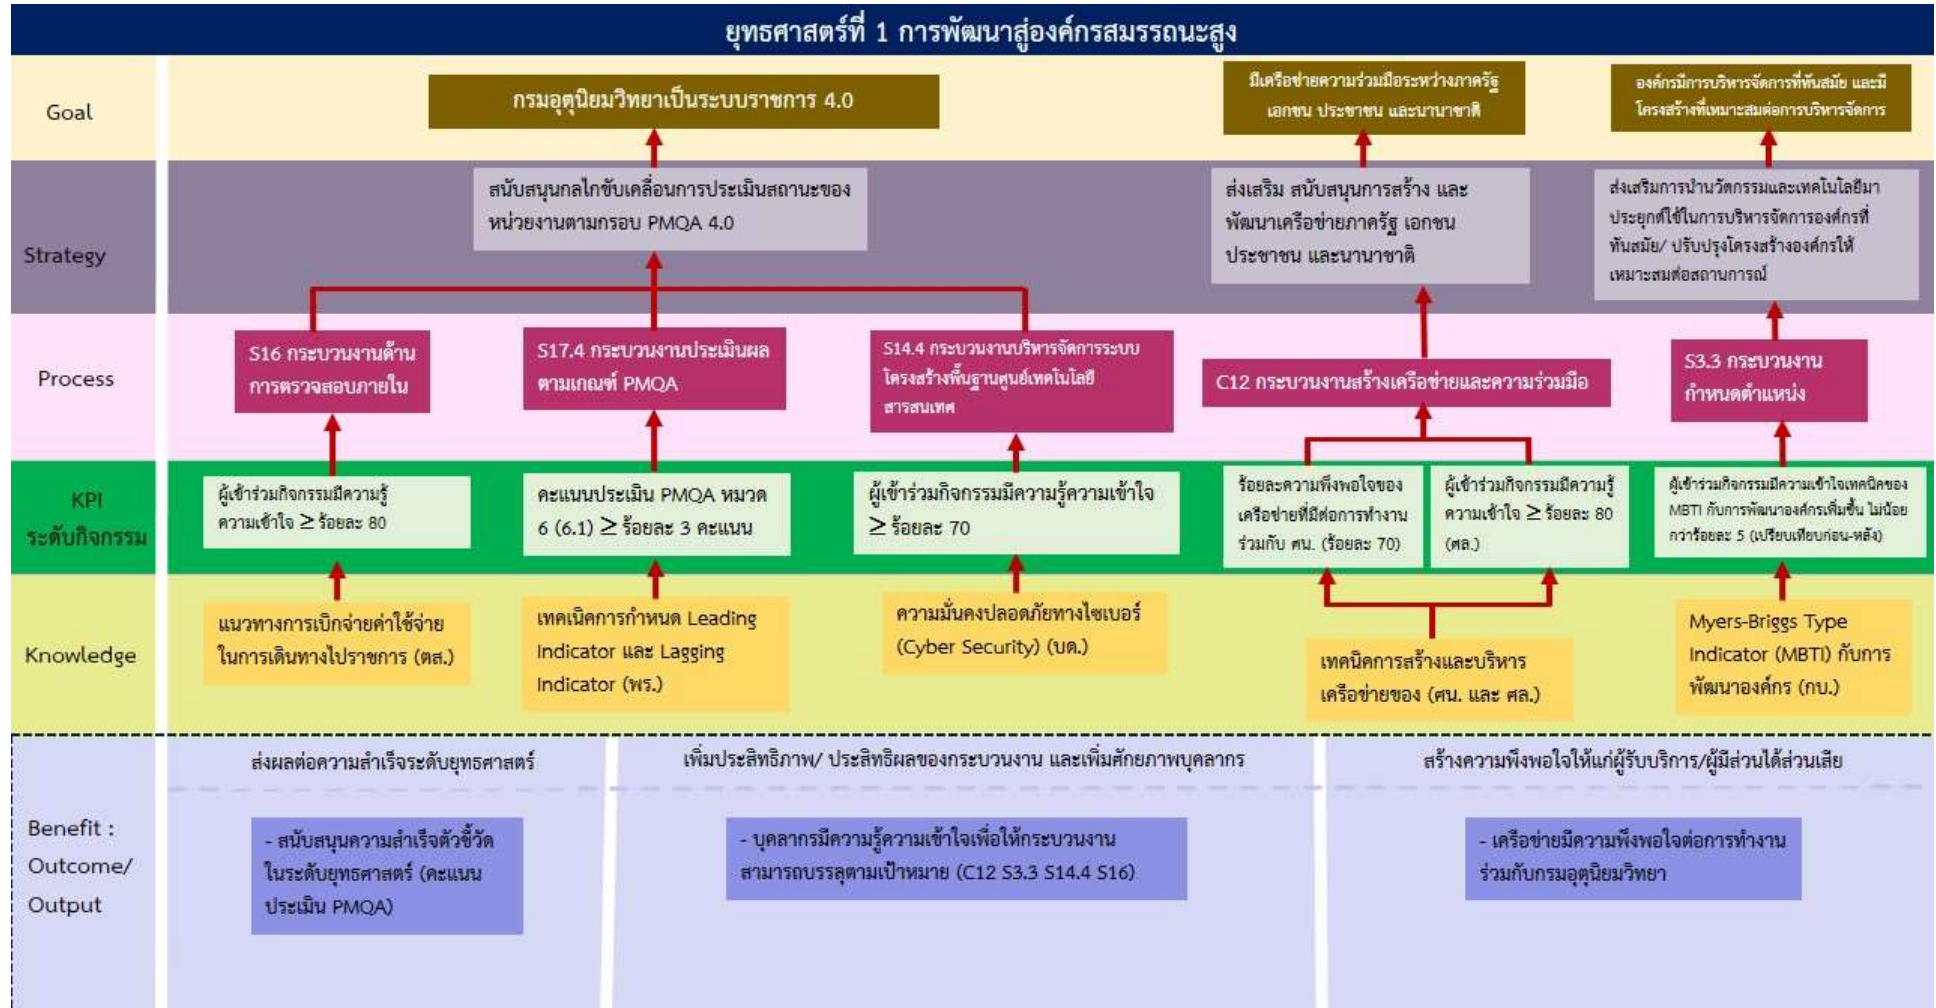 ยุทธศาสตร์ที่ 1 การพัฒนาสู่องค์กรสมรรถนะสูง
Goal
กรมอุตุนิยมวิทยาเป็นระบบราชการ 4.0
มีเครือข่ายความร่วมมือระหว่างภาครัฐ
เอกชน ประชาชน และนานาชาติ
องค์กรมีการบริหารจัดการที่ทันสมัย และมี
โครงสร้างที่เหมาะสมต่อการบริหารจัดการ
Strategy
สนับสนุนกลไกขับเคลื่อนการประเมินสถานะของ
หน่วยงานตามกรอบ PMQA 4.0
ส่งเสริม สนับสนุนการสร้าง และ
พัฒนาเครือข่ายภาครัฐ เอกชน
ประชาชน และนานาชาติ
ส่งเสริมการนำนวัตกรรมและเทคโนโลยีมา
ประยุกต์ใช้ในการบริหารจัดการองค์กรที่
ทันสมัย/ ปรับปรุงโครงสร้างองค์กรให้
เหมาะสมต่อสถานการณ์
Process
S16 กระบวนงานด้าน
การตรวจสอบภายใน
S17.4 กระบวนงานประเมินผล
ตามเกณฑ์ PMQA
S14.4 กระบวนงานบริหารจัดการระบบ
โครงสร้างพื้นฐานศูนย์เทคโนโลยี
สารสนเทศ
C12 กระบวนงานสร้างเครือข่ายและความร่วมมือ
S3.3 กระบวนงาน
กำหนดตำแหน่ง
KPI
ระดับกิจกรรม
ผู้เข้าร่วมกิจกรรมมีความรู้
ความเข้าใจ ≥ ร้อยละ 80
คะแนนประเมิน PMQA หมวด
6 (6.1) ≥ ร้อยละ 3 คะแนน
ผู้เข้าร่วมกิจกรรมมีความรู้ความเข้าใจ
≥ ร้อยละ 70
ร้อยละความพึงพอใจของ
เครือข่ายที่มีต่อการทำงาน
ร่วมกับ ศน. (ร้อยละ 70)
ผู้เข้าร่วมกิจกรรมมีความรู้
ความเข้าใจ ≥ ร้อยละ 80
(ศล.)
ผู้เข้าร่วมกิจกรรมมีความเข้าใจเทคนิคของ
MBTI กับการพัฒนาองค์กรเพิ่มขึ้น ไม่น้อย
กว่าร้อยละ 5 (เปรียบเทียบก่อน-หลัง)
Knowledge
แนวทางการเบิกจ่ายค่าใช้จ่าย
ในการเดินทางไปราชการ (ตส.)
เทคเนิคการกำหนด Leading
Indicator และ Lagging
Indicator (พร.)
ความมั่นคงปลอดภัยทางไซเบอร์
(Cyber Security) (บด.)
เทคนิคการสร้างและบริหาร
เครือข่ายของ (ศน. และ ศล.)
Myers-Briggs Type
Indicator (MBTI) กับการ
พัฒนาองค์กร (กบ.)
Benefit :
Outcome/
Output
ส่งผลต่อความสำเร็จระดับยุทธศาสตร์
เพิ่มประสิทธิภาพ/ ประสิทธิผลของกระบวนงาน และเพิ่มศักยภาพบุคลากร
สร้างความพึงพอใจให้แก่ผู้รับบริการ/ผู้มีส่วนได้ส่วนเสีย
- สนับสนุนความสำเร็จตัวชี้วัด
ในระดับยุทธศาสตร์ (คะแนน
ประเมิน PMQA)
- บุคลากรมีความรู้ความเข้าใจเพื่อให้กระบวนงาน
สามารถบรรลุตามเป้าหมาย (C12 S3.3 S14.4 S16)
- เครือข่ายมีความพึงพอใจต่อการทำงาน
ร่วมกับกรมอุตุนิยมวิทยา